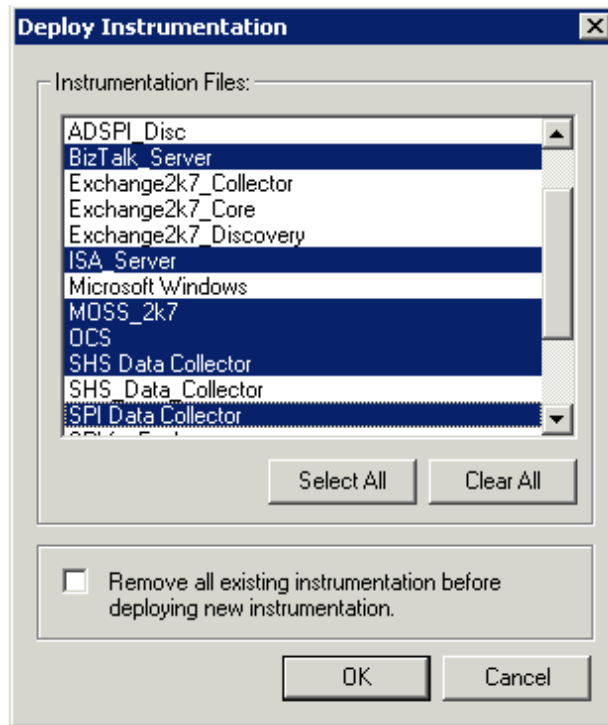 Deploy Instrumentation
Instrumentation Files:
ADSPI_Disc
BizTalk_Server
Exchange2k7_Collector
Exchange2k7_Core
Exchange2k7_Discovery
ISA_Server
Microsoft Windows
MOSS_2k7
OCS
SHS Data Collector
SHS_Data_Collector
SPI Data Collector
Select All
Clear All
Remove all existing instrumentation before
deploying new instrumentation.
OK
Cancel